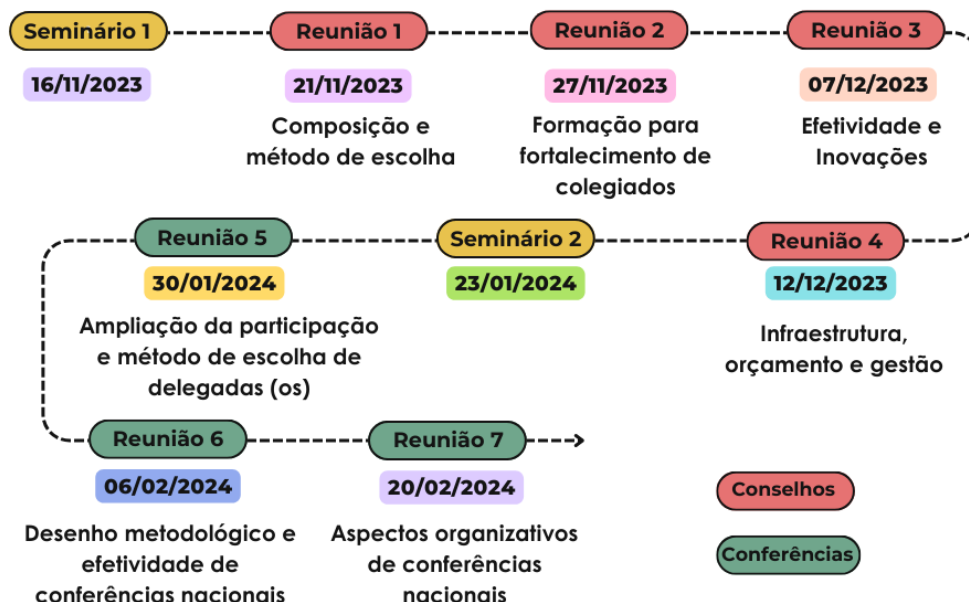 Seminário 1
16/11/2023
Reunião 1
21/11/2023
Composição e
método de escolha
Reunião 2
27/11/2023
Formação para
fortalecimento de
colegiados
Reunião 3
07/12/2023
Efetividade e
Inovações
Reunião 4
12/12/2023
Infraestrutura,
orçamento e gestão
Seminário 2
23/01/2024
Reunião 5
30/01/2024
Ampliação da participação
e método de escolha de
delegadas (os)
Reunião 6
06/02/2024
Desenho metodológico e
efetividade de
conferências nacionais
Reunião 7
20/02/2024
Aspectos organizativos
de conferências
nacionais
Conselhos
Conferências